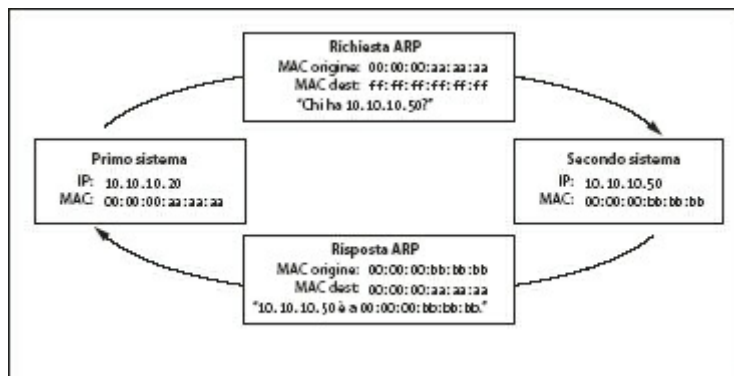 Richiesta ARP
MAC origine: 00:00:00:aa:aa:aa
MAC dest: ff:ff:ff:ff:ff:ff
"Chi ha 10.10.10.50?"
Primo sistema
IP: 10.10.10.20
MAC: 00:00:00:aa:aa:aa
Secondo sistema
IP: 10.10.10.50
MAC: 00:00:00:bb:bb:bb
Risposta ARP
MAC origine: 00:00:00:bb:bb:bb
MAC dest: 00:00:00:aa:aa:aa
"10.10.10.50 è a 00:00:00:bb:bb:bb."